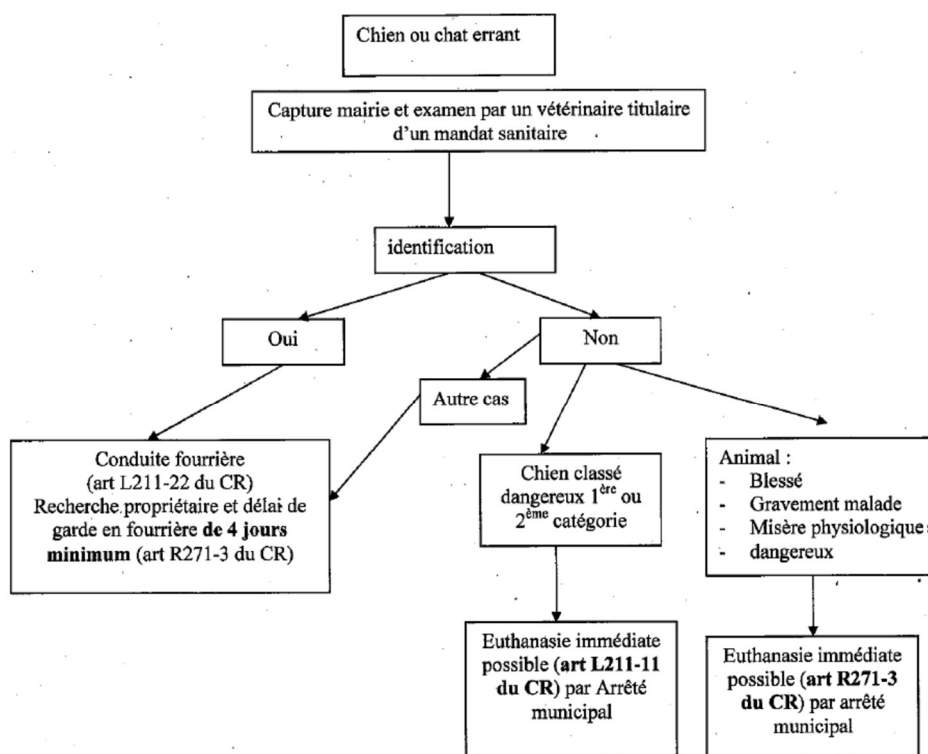 Chien ou chat errant
Capture mairie et examen par un vétérinaire titulaire
d'un mandat sanitaire
identification
Oui
Non
Autre cas
Conduite fourrière
(art L211-22 du CR)
Recherche propriétaire et délai de
garde en fourrière de 4 jours
minimum (art R271-3 du CR)
Chien classé
dangereux 1ère ou
2ème catégorie
Animal :
- Blessé
- Gravement malade
- Misère physiologique
- dangereux
Euthanasie immédiate
possible (art L211-11
du CR) par Arrêté
municipal
Euthanasie immédiate
possible (art R271-3
du CR) par arrêté
municipal